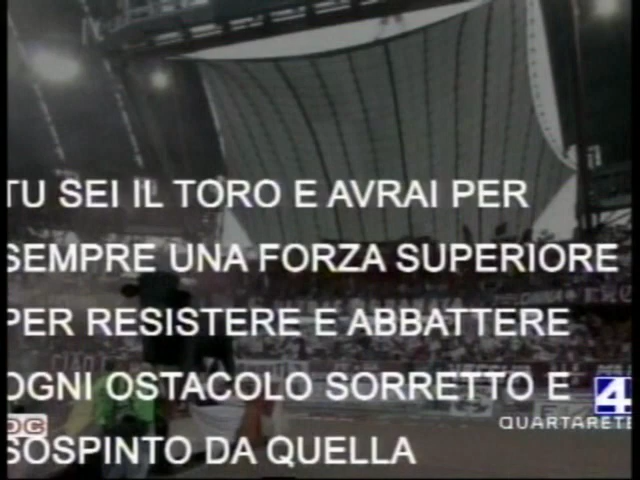 TU SEI IL TORO E AVRAI PER
SEMPRE UNA FORZA SUPERIORE
PER RESISTERE E ABBATTERE
OGNI OSTACOLO SORRETTO E
4
QUARTARETE
DC
SOSPINTO DA QUELLA